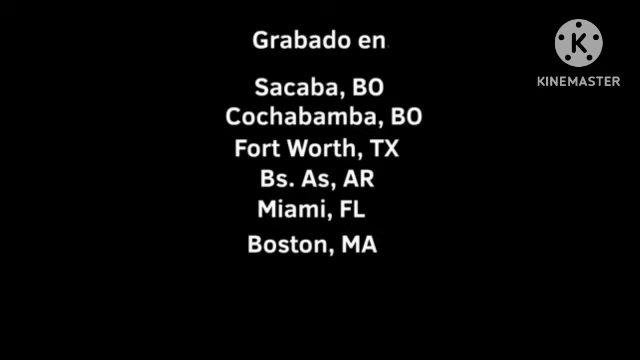 Grabado en
K
KINEMASTER
Sacaba, BO
Cochabamba, BO
Fort Worth, TX
Bs. As, AR
Miami, FL
Boston, MA